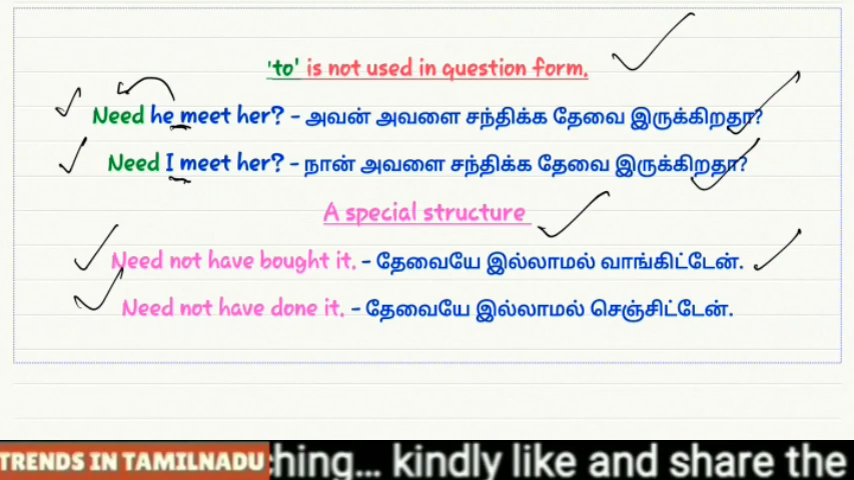 'to' is not used in question form.
Need he meet her? - அவன் அவளை சந்திக்க தேவை இருக்கிறதா?
Need I meet her? - நான் அவளை சந்திக்க தேவை இருக்கிறதா?
A special structure
Need not have bought it. - தேவையே இல்லாமல் வாங்கிட்டேன்.
Need not have done it. - தேவையே இல்லாமல் செஞ்சிட்டேன்.
TRENDS IN TAMILNADU hing... kindly like and share the